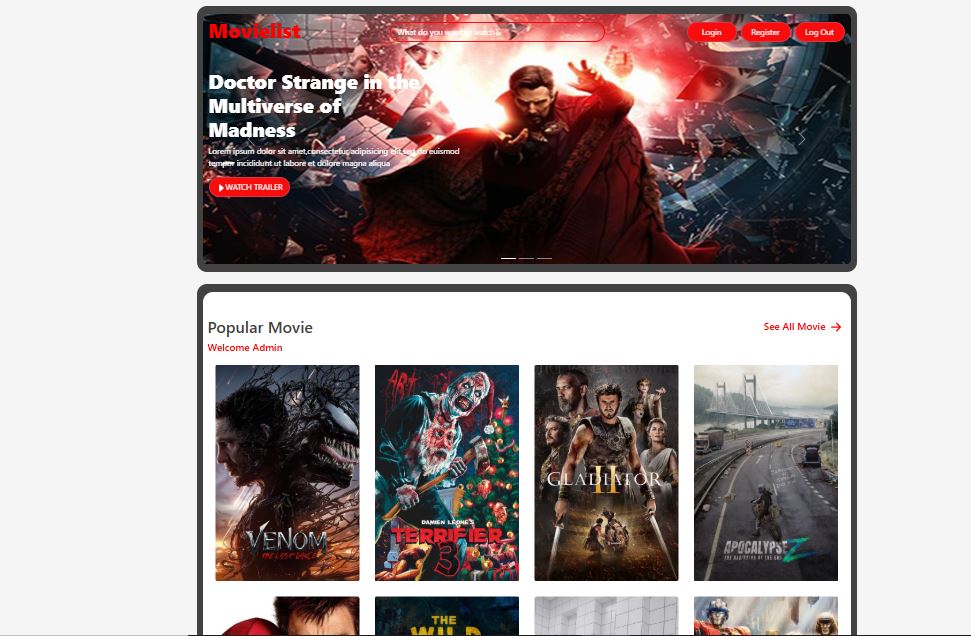 Movielist
What do you want to watch?
Login
Register
Log Out
Doctor Strange in the
Multiverse of
Madness
Lorem ipsum dolor sit amet,consectetur adipisicing elit,sed do euismod
tempor incididunt ut labore et dolore magna aliqua
WATCH TRAILER
Popular Movie
See All Movie
Welcome Admin
VENOM
THE LAST DANCE
ART
DAMIEN LEONE'S
TERRIFIER
3
GLADIATOR
II
APOCALYPSE
Z
THE BEGINNING OF THE END
THE
WILD